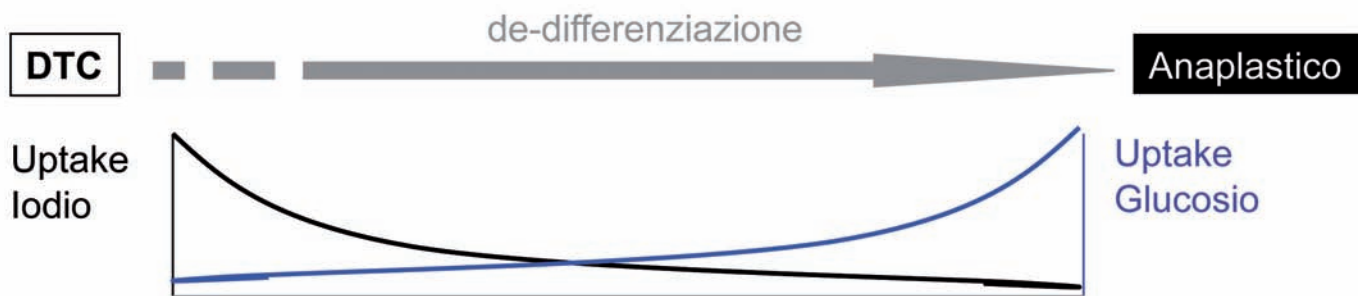 de-differenziazione
DTC
Anaplastico
Uptake
Iodio
Uptake
Glucosio